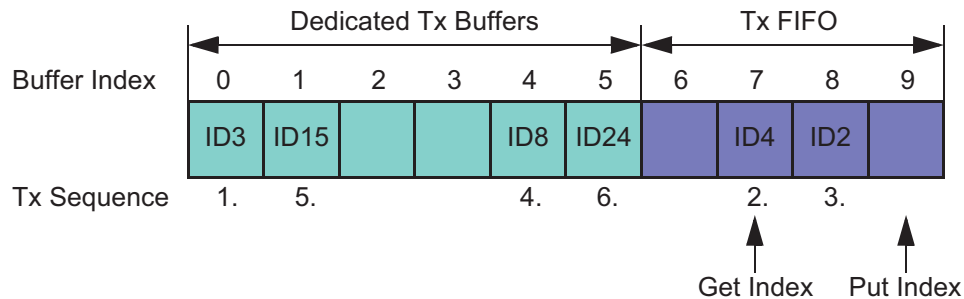 Dedicated Tx Buffers Tx FIFO
Buffer Index 0 1 2 3 4 5 6 7 8 9
ID3 ID15 ID8 ID24 ID4 ID2
Tx Sequence 1. 5. 4. 6. 2. 3.
Get Index Put Index